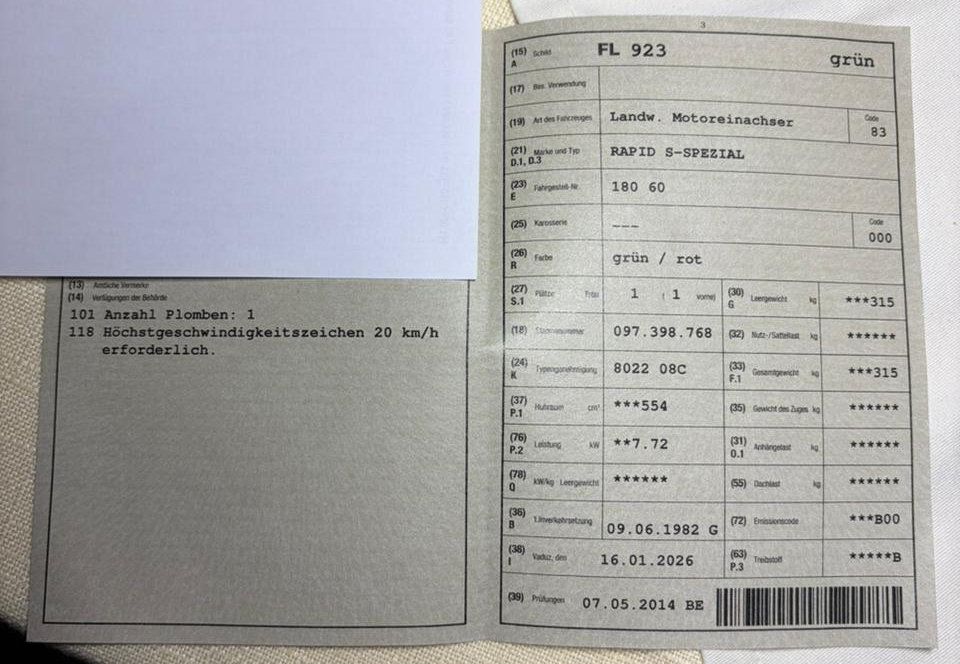 (13) Amtliche Vermerke
(14) Verfügungen der Behörde
101 Anzahl Plomben: 1
118 Höchstgeschwindigkeitszeichen 20 km/h
erforderlich.
3
(15) A Schild FL 923 grün
(17) Bes. Verwendung
(19) Art des Fahrzeuges Landw. Motoreinachser Code 83
(21) D.1, D.3 Marke und Typ RAPID S-SPEZIAL
(23) E Fahrgestell-Nr. 180 60
(25) Karosserie --- Code 000
(26) R Farbe grün / rot
(27) S.1 Plätze 1 ( 1 vorne) (30) G Leergewicht kg ***315
(18) Stammnummer 097.398.768 (32) Nutz-/Sattellast kg ******
(24) K Typengenehmigung 8022 08C (33) F.1 Gesamtgewicht kg ***315
(37) P.1 Hubraum cm³ ***554 (35) Gewicht des Zuges kg ******
(76) P.2 Leistung kW **7.72 (31) O.1 Anhängelast kg ******
(78) Q kW/kg Leergewicht ****** (55) Dachlast kg ******
(36) B 1.Inverkehrsetzung 09.06.1982 G (72) Emissionscode ***B00
(38) I Vaduz, den 16.01.2026 (63) P.3 Treibstoff *****B
(39) Prüfungen 07.05.2014 BE